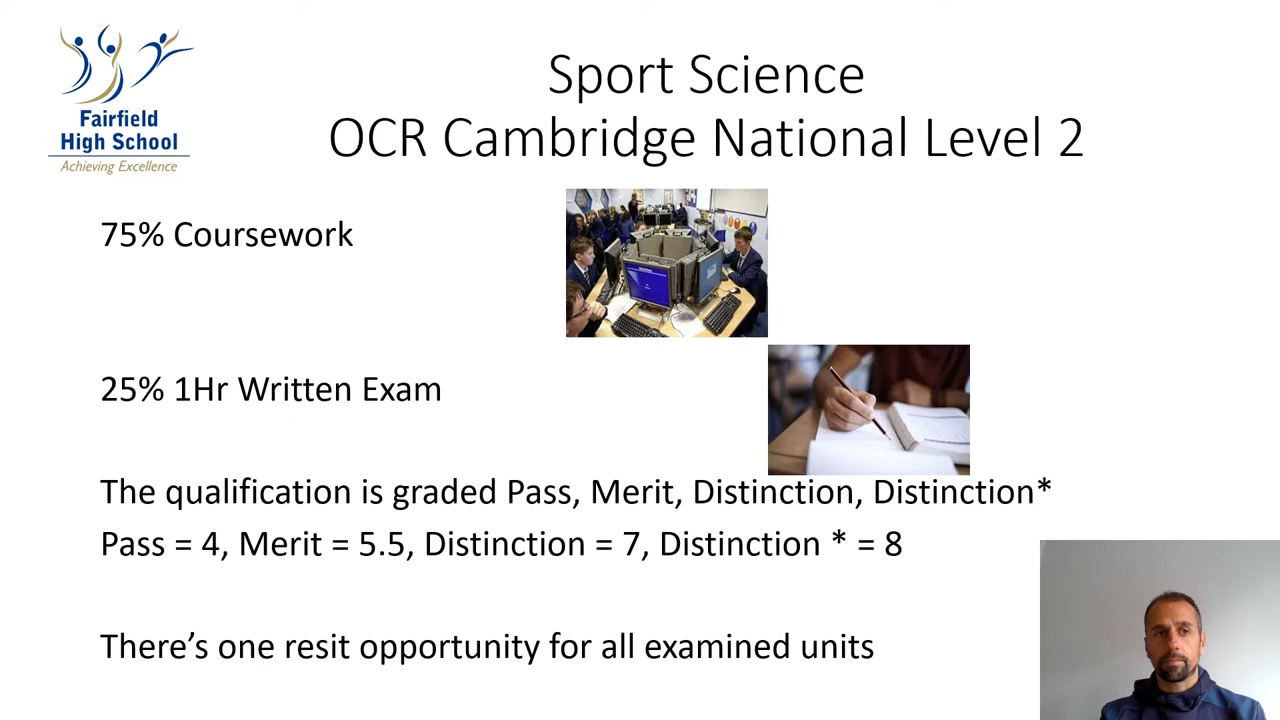 Fairfield
High School
Achieving Excellence
Sport Science
OCR Cambridge National Level 2
75% Coursework
25% 1Hr Written Exam
The qualification is graded Pass, Merit, Distinction, Distinction*
Pass = 4, Merit = 5.5, Distinction = 7, Distinction * = 8
There’s one resit opportunity for all examined units